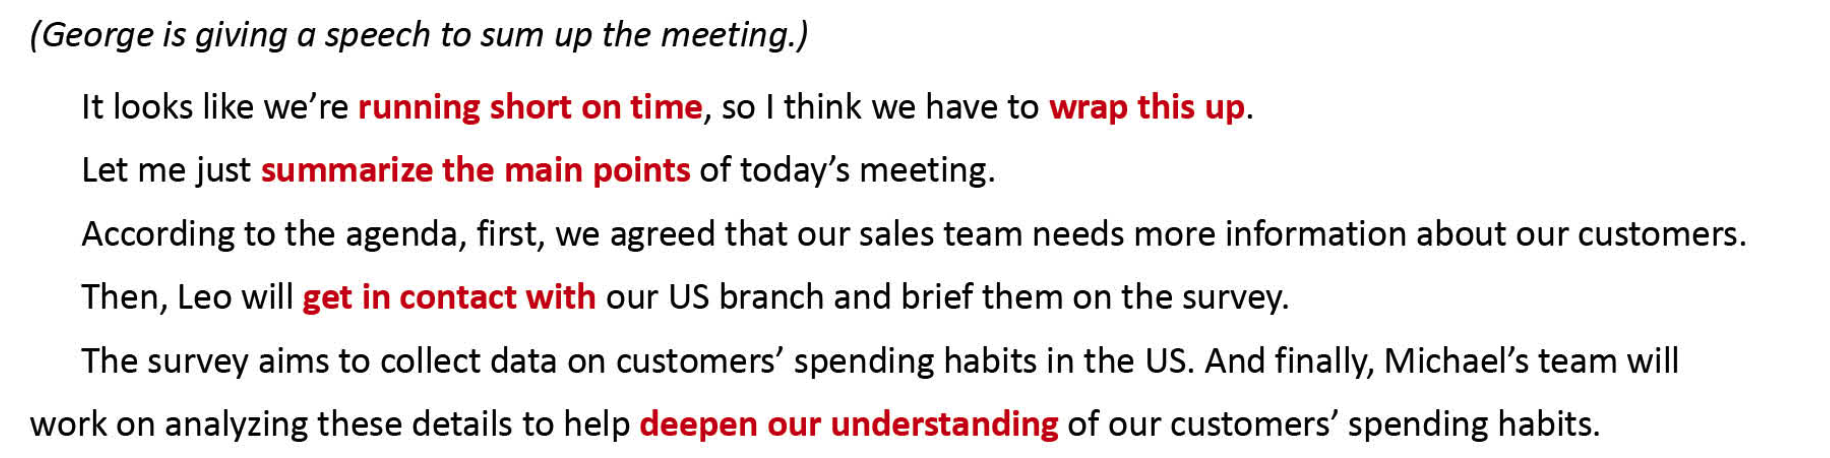 (George is giving a speech to sum up the meeting.)
It looks like we’re running short on time, so I think we have to wrap this up.
Let me just summarize the main points of today’s meeting.
According to the agenda, first, we agreed that our sales team needs more information about our customers.
Then, Leo will get in contact with our US branch and brief them on the survey.
The survey aims to collect data on customers’ spending habits in the US. And finally, Michael’s team will
work on analyzing these details to help deepen our understanding of our customers’ spending habits.